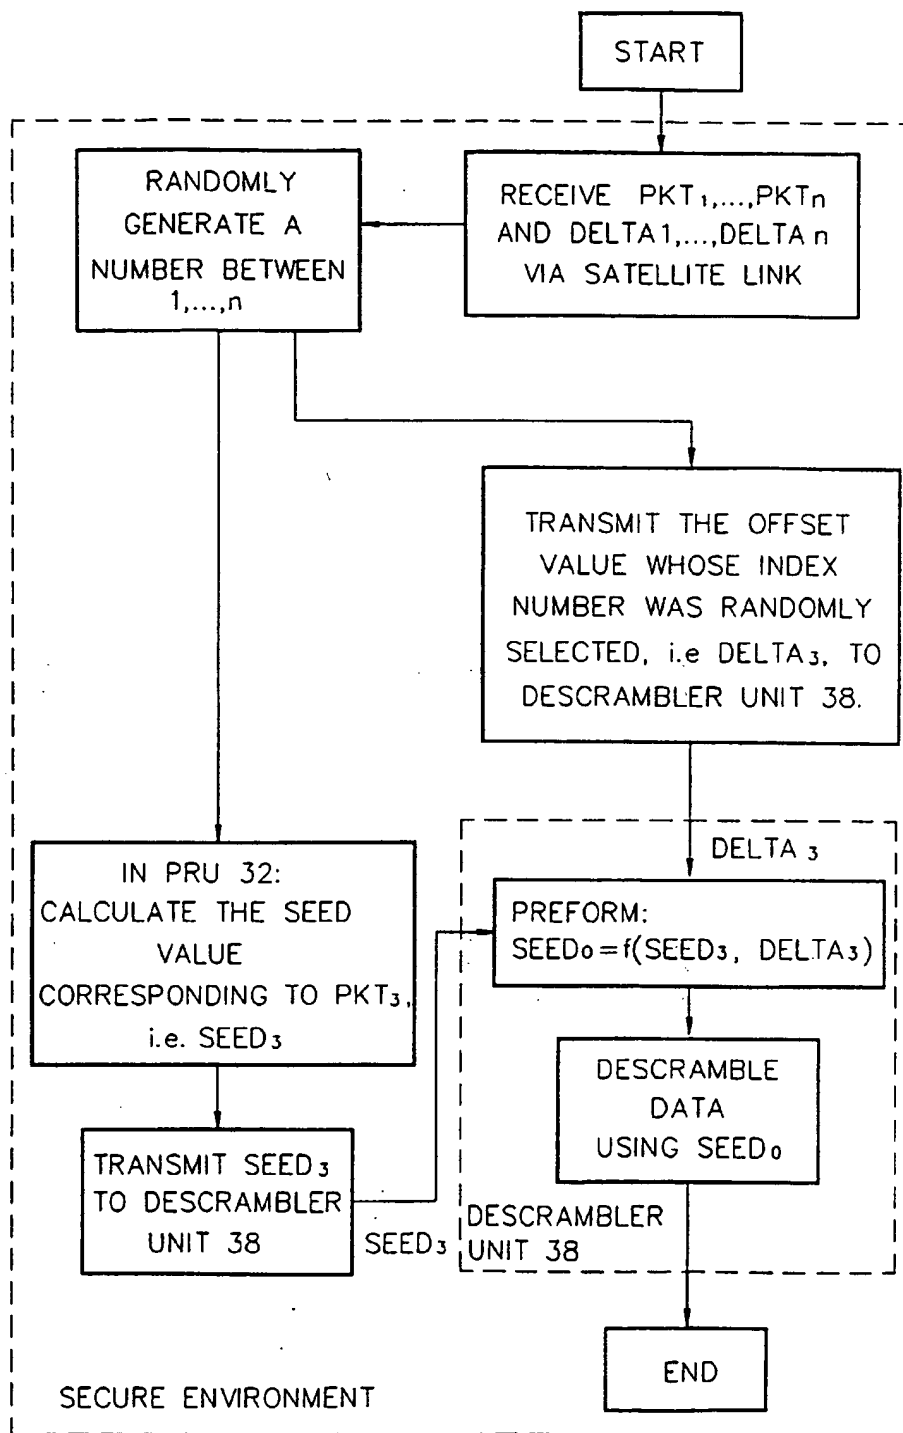 START
RECEIVE PKT₁,...,PKTn
AND DELTA1,...,DELTA n
VIA SATELLITE LINK
RANDOMLY
GENERATE A
NUMBER BETWEEN
1,...,n
TRANSMIT THE OFFSET
VALUE WHOSE INDEX
NUMBER WAS RANDOMLY
SELECTED, i.e DELTA₃, TO
DESCRAMBLER UNIT 38.
IN PRU 32:
CALCULATE THE SEED
VALUE
CORRESPONDING TO PKT₃,
i.e. SEED₃
TRANSMIT SEED₃
TO DESCRAMBLER
UNIT 38
SEED₃
DELTA ₃
PREFORM:
SEED₀=f(SEED₃, DELTA₃)
DESCRAMBLE
DATA
USING SEED₀
DESCRAMBLER
UNIT 38
END
SECURE ENVIRONMENT